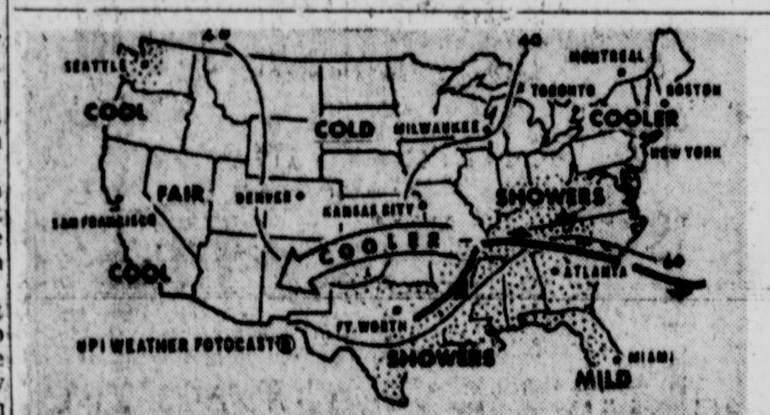 40
40
MONTREAL
SEATTLE
TORONTO
BOSTON
COOL
COLD
MILWAUKEE
COOLER
NEW YORK
FAIR
DENVER
KANSAS CITY
SHOWERS
SAN FRANCISCO
COOLER
COOL
ATLANTA
60
FT. WORTH
UPI WEATHER FOTOCAST
SHOWERS
MIAMI
MILD